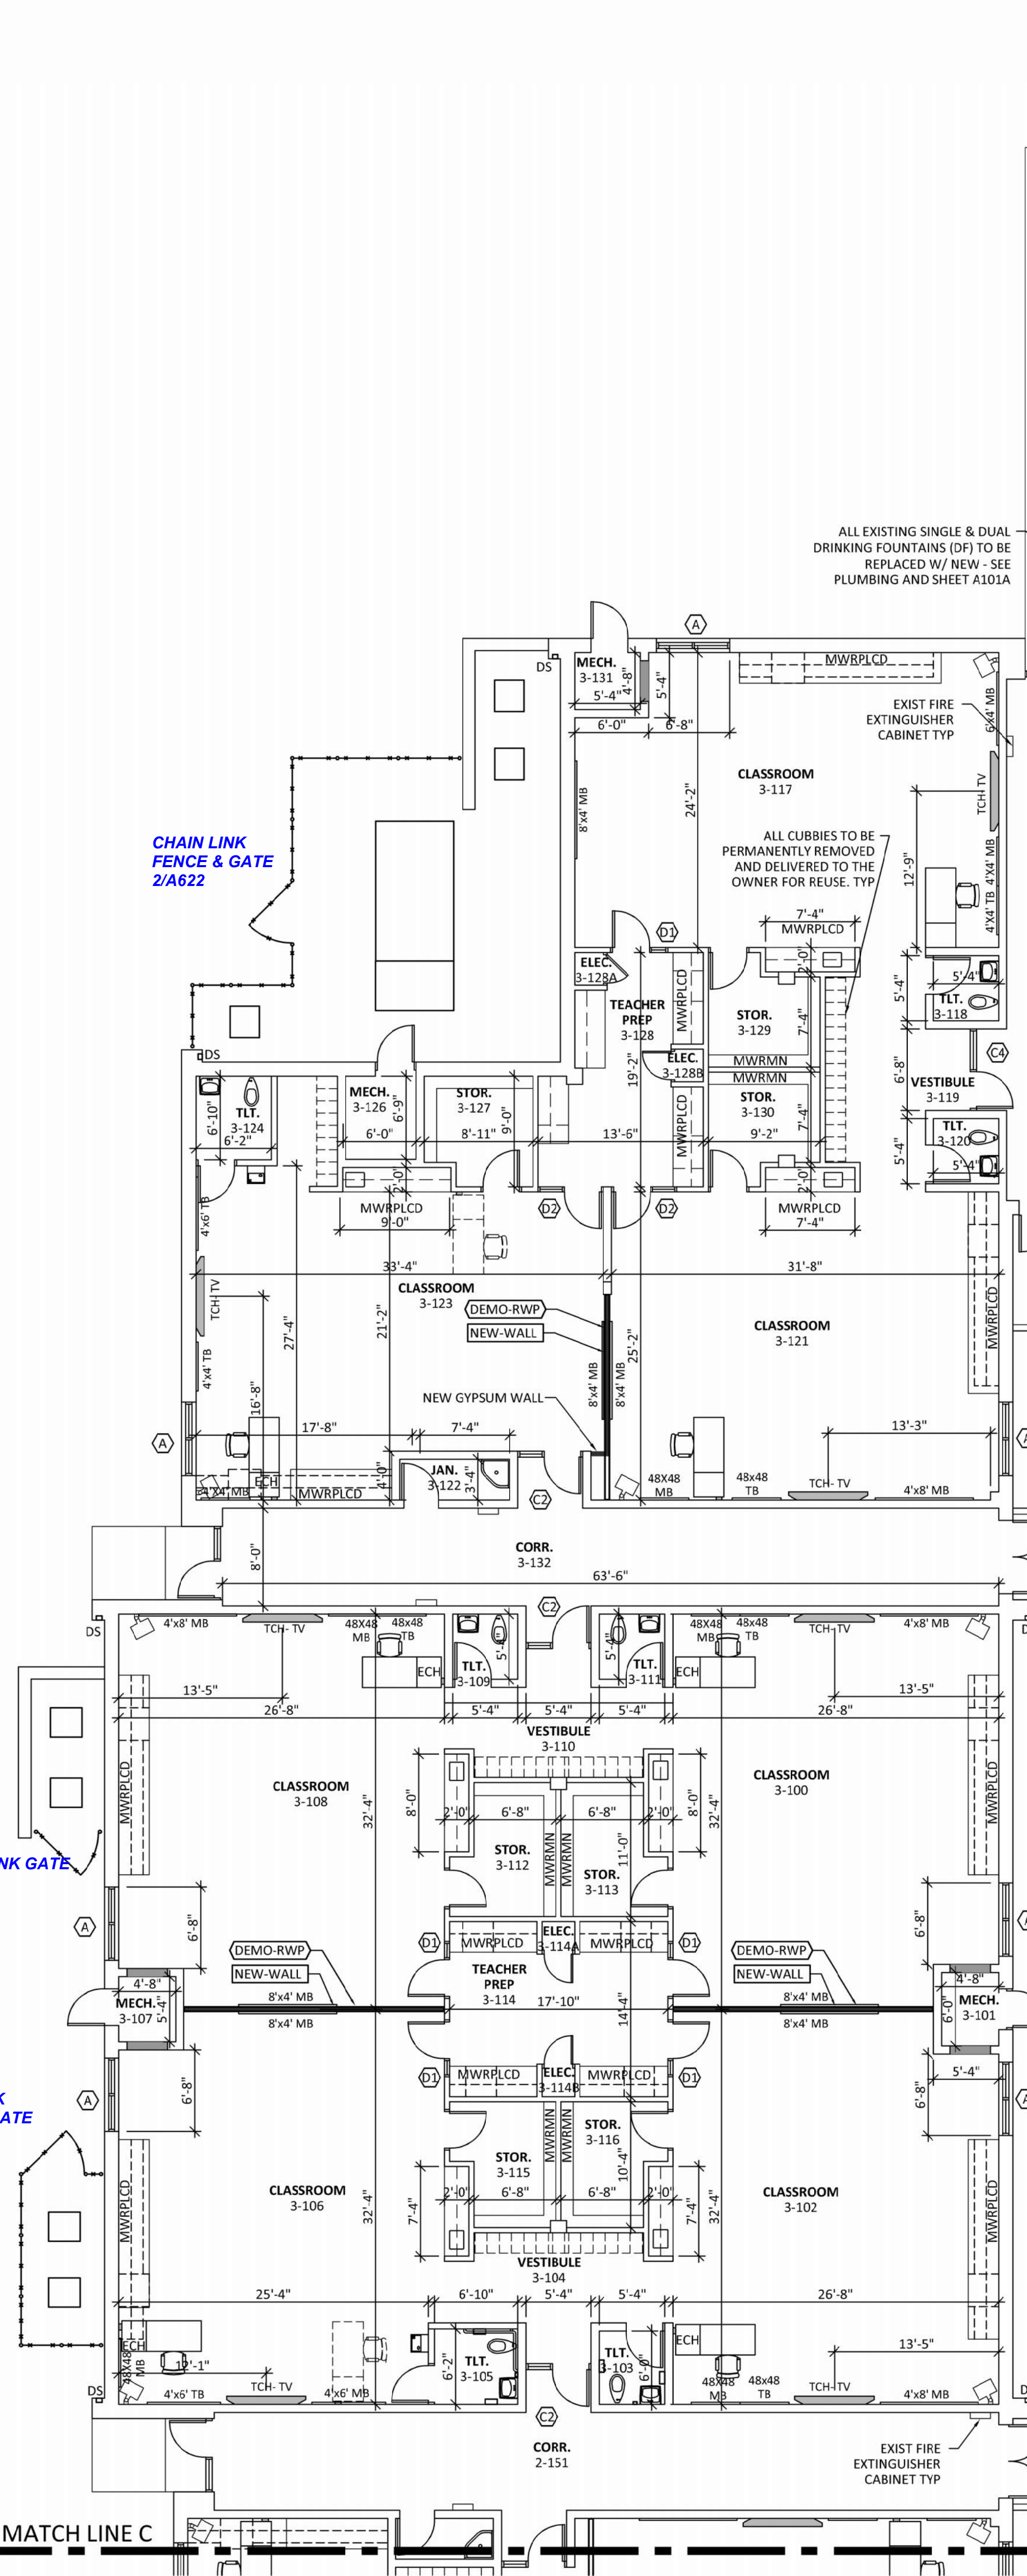 ALL EXISTING SINGLE & DUAL
DRINKING FOUNTAINS (DF) TO BE
REPLACED W/ NEW - SEE
PLUMBING AND SHEET A101A
A
DS
MECH.
3-131
5'-4"
4'-8"
5'-4"
6'-0"
6'-8"
MWRPLCD
6'X4' MB
EXIST FIRE
EXTINGUISHER
CABINET TYP
CLASSROOM
3-117
24'-2"
8'x4' MB
TCH-TV
CHAIN LINK
FENCE & GATE
2/A622
ALL CUBBIES TO BE
PERMANENTLY REMOVED
AND DELIVERED TO THE
OWNER FOR REUSE. TYP
12'-9"
4'X4' TB 4'X4' MB
7'-4"
MWRPLCD
D1
ELEC.
3-128A
2'-0"
TEACHER
PREP
3-128
MWRPLCD
STOR.
3-129
7'-4"
5'-4"
5'-4"
TLT.
3-118
DS
19'-2"
ELEC.
3-128B
MWRMN
MWRMN
C4
6'-8"
VESTIBULE
3-119
TLT.
3-124
6'-10"
6'-2"
MECH.
3-126
6'-9"
6'-0"
STOR.
3-127
8'-11"
9'-0"
13'-6"
MWRPLCD
STOR.
3-130
7'-4"
9'-2"
TLT.
3-120
5'-4"
5'-4"
2'-0"
MWRPLCD
9'-0"
D2
D2
2'-0"
MWRPLCD
7'-4"
4'x6' TB
33'-4"
31'-8"
TCH-TV
CLASSROOM
3-123
DEMO-RWP
NEW-WALL
CLASSROOM
3-121
MWRPLCD
27'-4"
21'-2"
25'-2"
4'x4' TB
8'x4' MB
8'x4' MB
NEW GYPSUM WALL
16'-8"
17'-8"
7'-4"
13'-3"
A
A
JAN.
3-122
3'-4"
4'-0"
ECH
4'X4' MB
MWRPLCD
C2
48X48
MB
48x48
TB
TCH- TV
4'x8' MB
CORR.
3-132
8'-0"
63'-6"
C2
DS
4'x8' MB
TCH- TV
48X48
MB
48x48
TB
ECH
TLT.
3-109
5'-4"
5'-4"
TLT.
3-111
48X48
MB
48x48
TB
ECH
TCH- TV
4'x8' MB
13'-5"
13'-5"
26'-8"
5'-4"
5'-4"
5'-4"
26'-8"
VESTIBULE
3-110
CLASSROOM
3-108
CLASSROOM
3-100
MWRPLCD
32'-4"
8'-0"
2'-0"
6'-8"
6'-8"
2'-0"
8'-0"
32'-4"
MWRPLCD
STOR.
3-112
MWRMN
MWRMN
11'-0"
STOR.
3-113
NK GATE
A
6'-8"
6'-8"
D1
MWRPLCD
ELEC.
3-114A
MWRPLCD
D1
DEMO-RWP
NEW-WALL
TEACHER
PREP
3-114
DEMO-RWP
NEW-WALL
4'-8"
MECH.
3-107
5'-4"
8'x4' MB
8'x4' MB
17'-10"
14'-4"
8'x4' MB
8'x4' MB
4'-8"
MECH.
3-101
6'-0"
A
6'-8"
D1
MWRPLCD
ELEC.
3-114B
MWRPLCD
D1
5'-4"
6'-8"
K
ATE
STOR.
3-116
MWRMN
MWRMN
STOR.
3-115
10'-4"
CLASSROOM
3-106
CLASSROOM
3-102
MWRPLCD
32'-4"
7'-4"
2'-0"
6'-8"
6'-8"
2'-0"
7'-4"
32'-4"
MWRPLCD
VESTIBULE
3-104
25'-4"
6'-10"
5'-4"
5'-4"
26'-8"
ECH
48X48
MB
12'-1"
6'-2"
TLT.
3-105
TLT.
3-103
6'-0"
ECH
13'-5"
DS
4'x6' TB
TCH- TV
4'x6' MB
48X48
MB
48x48
TB
TCH- TV
4'x8' MB
C2
CORR.
2-151
EXIST FIRE
EXTINGUISHER
CABINET TYP
MATCH LINE C